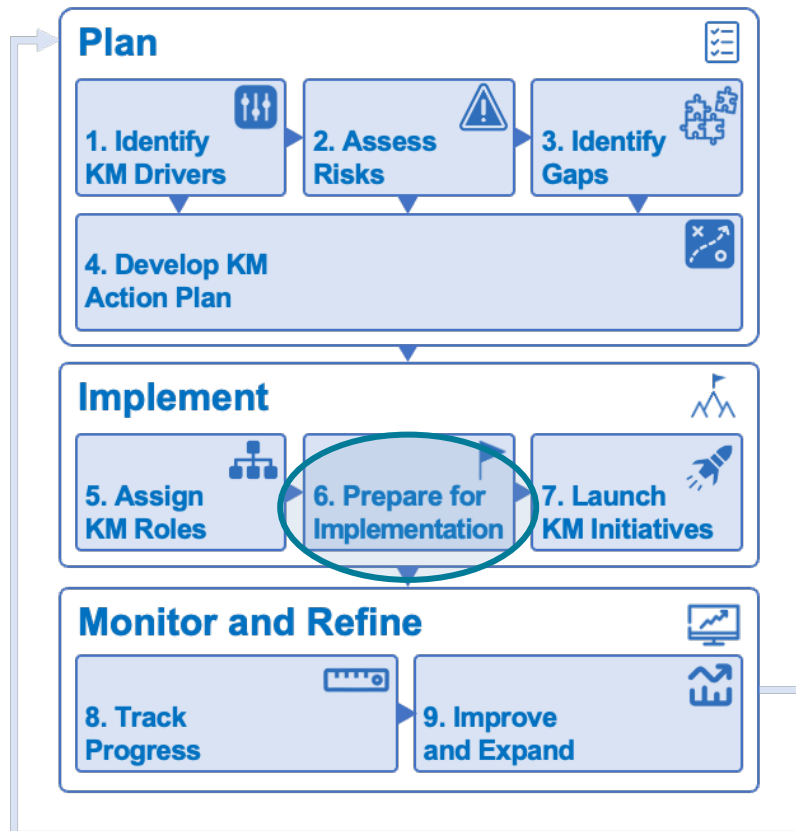 Plan
1. Identify
KM Drivers
2. Assess
Risks
3. Identify
Gaps
4. Develop KM
Action Plan
Implement
5. Assign
KM Roles
6. Prepare for
Implementation
7. Launch
KM Initiatives
Monitor and Refine
8. Track
Progress
9. Improve
and Expand